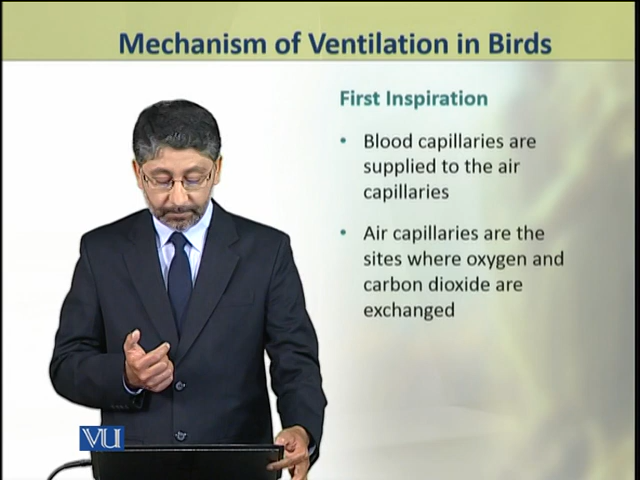 Mechanism of Ventilation in Birds
First Inspiration
• Blood capillaries are
supplied to the air
capillaries
• Air capillaries are the
sites where oxygen and
carbon dioxide are
exchanged
VU